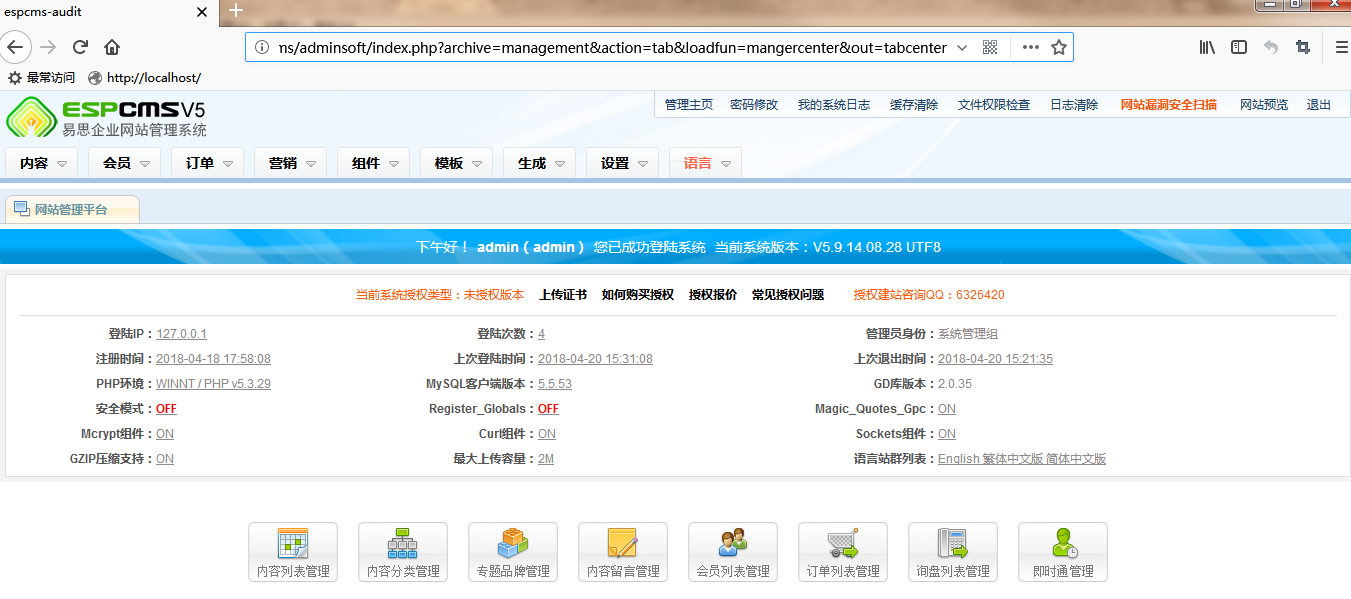 espcms-audit
ns/adminsoft/index.php?archive=management&action=tab&loadfun=mangercenter&out=tabcenter
最常访问 http://localhost/
ESPCMS V5
易思企业网站管理系统
管理主页 密码修改 我的系统日志 缓存清除 文件权限检查 日志清除 网站漏洞安全扫描 网站预览 退出
内容 会员 订单 营销 组件 模板 生成 设置 语言
网站管理平台
下午好！ admin ( admin ) 您已成功登陆系统 当前系统版本：V5.9.14.08.28 UTF8
当前系统授权类型：未授权版本 上传证书 如何购买授权 授权报价 常见授权问题 授权建站咨询QQ：6326420
登陆IP：127.0.0.1 登陆次数：4 管理员身份：系统管理组
注册时间：2018-04-18 17:58:08 上次登陆时间：2018-04-20 15:31:08 上次退出时间：2018-04-20 15:21:35
PHP环境：WINNT / PHP v5.3.29 MySQL客户端版本：5.5.53 GD库版本：2.0.35
安全模式：OFF Register_Globals：OFF Magic_Quotes_Gpc：ON
Mcrypt组件：ON Curl组件：ON Sockets组件：ON
GZIP压缩支持：ON 最大上传容量：2M 语言站群列表：English 繁体中文版 简体中文版
内容列表管理 内容分类管理 专题品牌管理 内容留言管理 会员列表管理 订单列表管理 询盘列表管理 即时通管理